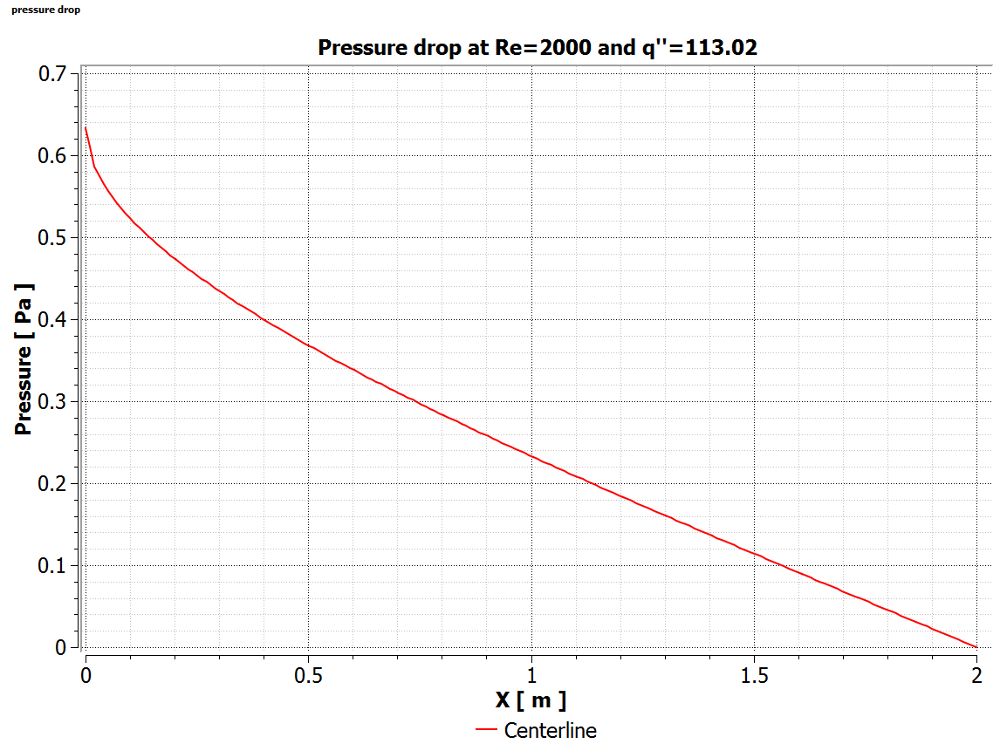 pressure drop
Pressure drop at Re=2000 and q''=113.02
0.7
0.6
0.5
0.4
0.3
0.2
0.1
0
Pressure [ Pa ]
0 0.5 1 1.5 2
X [ m ]
Centerline